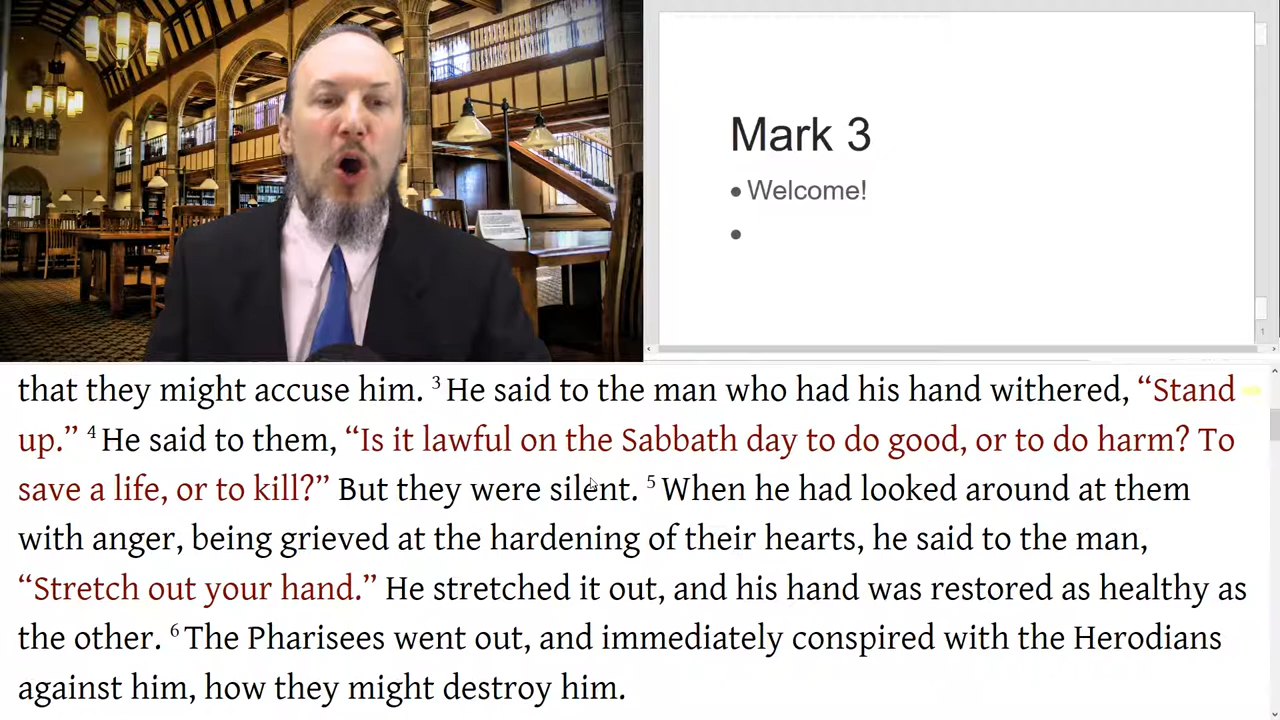 Mark 3
• Welcome!
•
1
that they might accuse him. 3 He said to the man who had his hand withered, “Stand
up.” 4 He said to them, “Is it lawful on the Sabbath day to do good, or to do harm? To
save a life, or to kill?” But they were silent. 5 When he had looked around at them
with anger, being grieved at the hardening of their hearts, he said to the man,
“Stretch out your hand.” He stretched it out, and his hand was restored as healthy as
the other. 6 The Pharisees went out, and immediately conspired with the Herodians
against him, how they might destroy him.